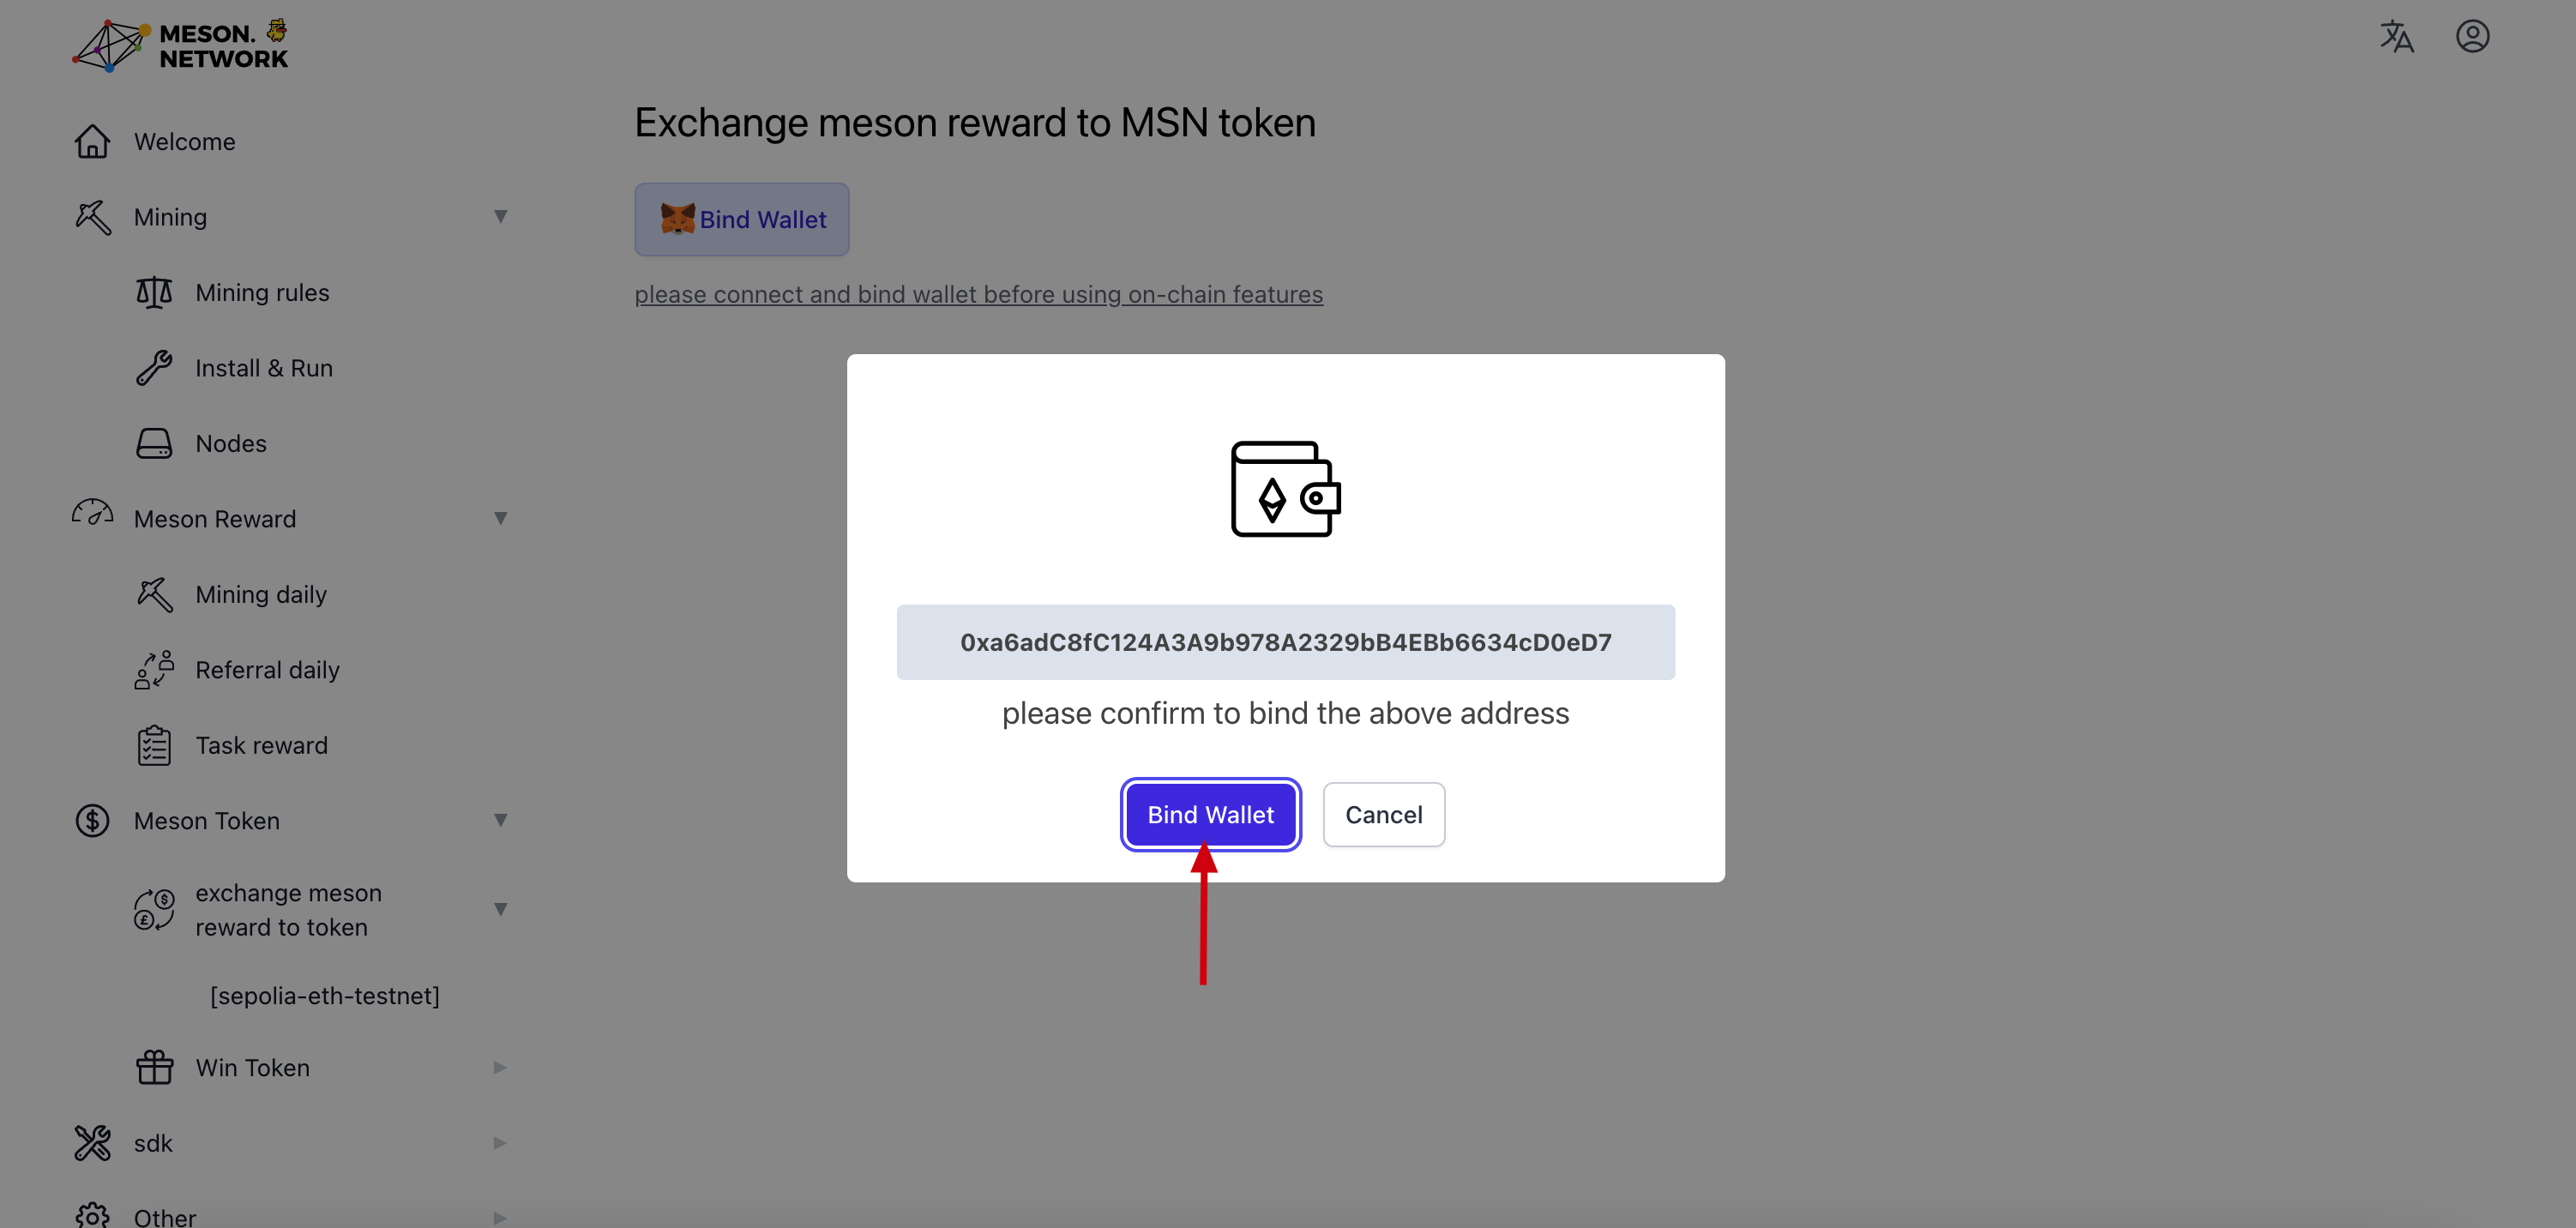 MESON.
NETWORK
Welcome
Mining
Mining rules
Install & Run
Nodes
Meson Reward
Mining daily
Referral daily
Task reward
Meson Token
exchange meson
reward to token
[sepolia-eth-testnet]
Win Token
sdk
Other
Exchange meson reward to MSN token
Bind Wallet
please connect and bind wallet before using on-chain features
0xa6adC8fC124A3A9b978A2329bB4EBb6634cD0eD7
please confirm to bind the above address
Bind Wallet
Cancel